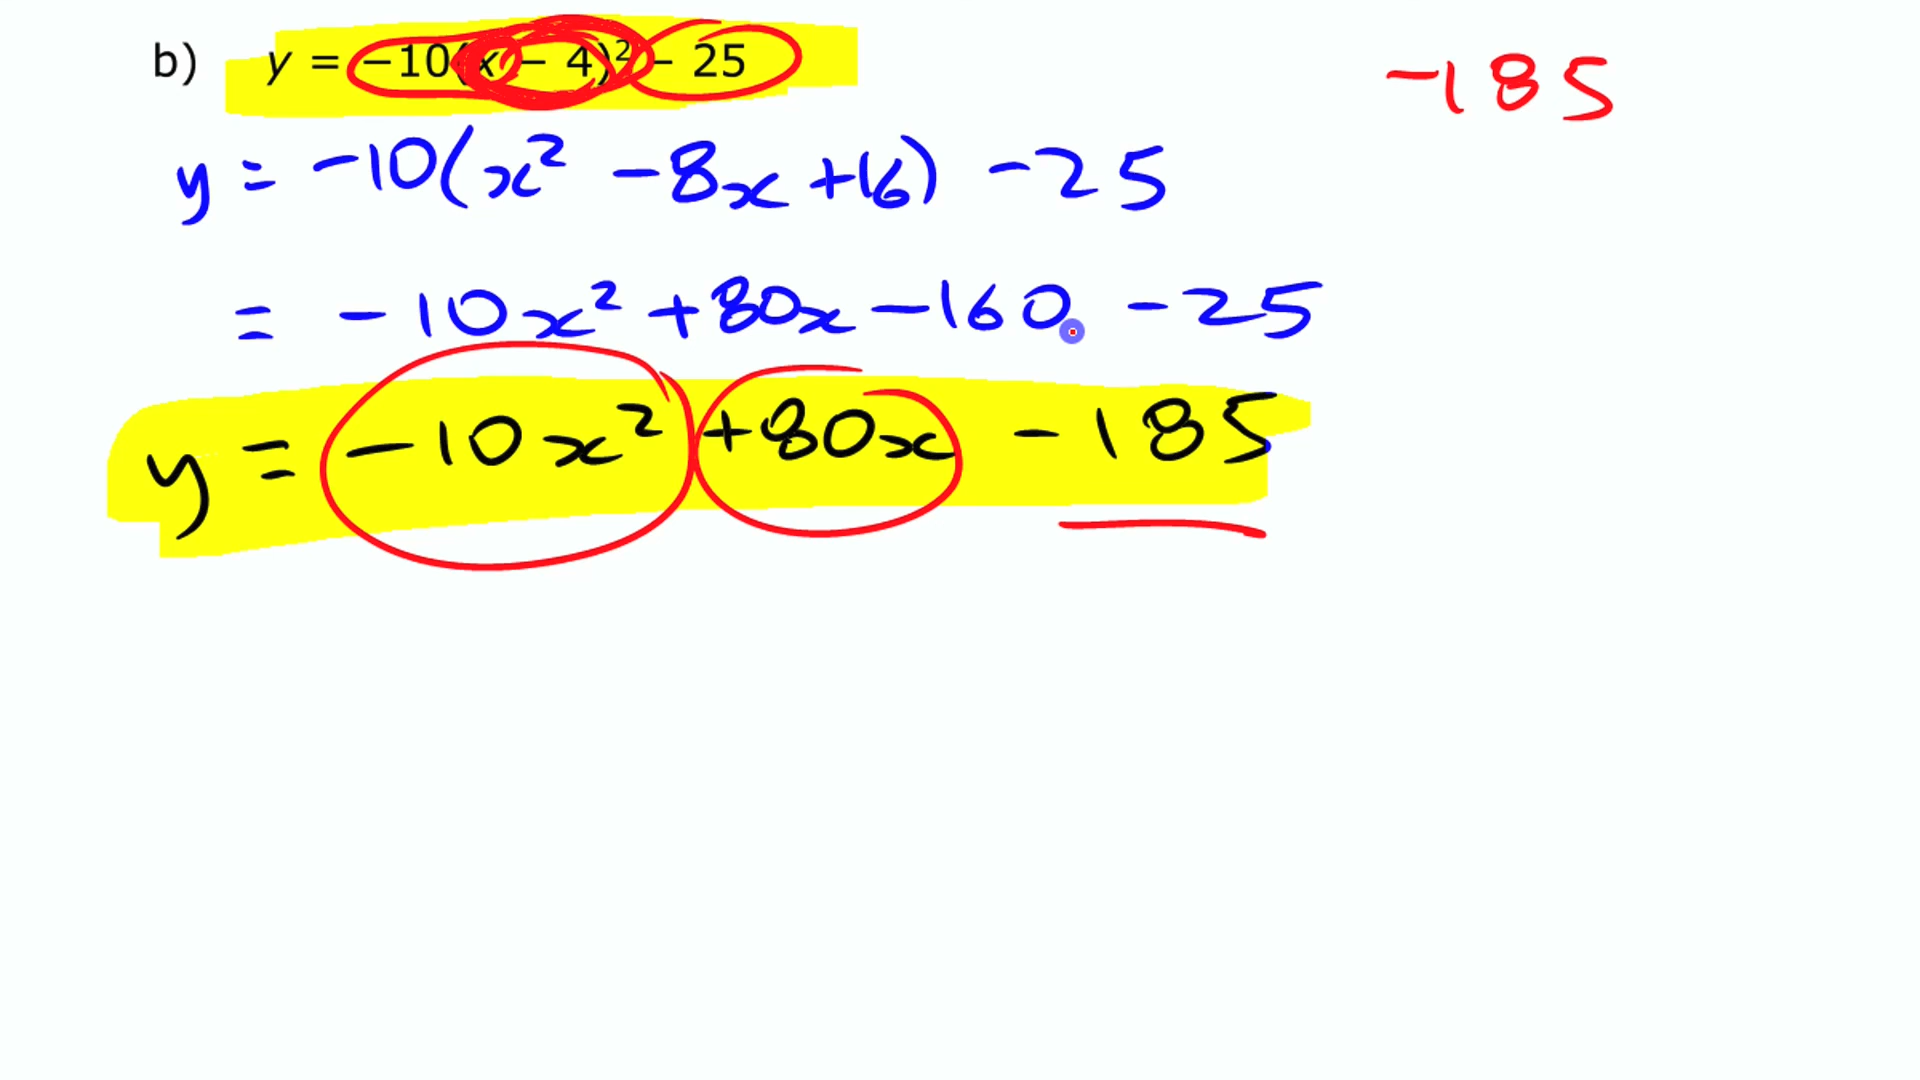 b) y = −10(x − 4)² − 25
-185
y = -10(x² -8x +16) -25
= -10x² +80x -160 -25
y = -10x² +80x -185